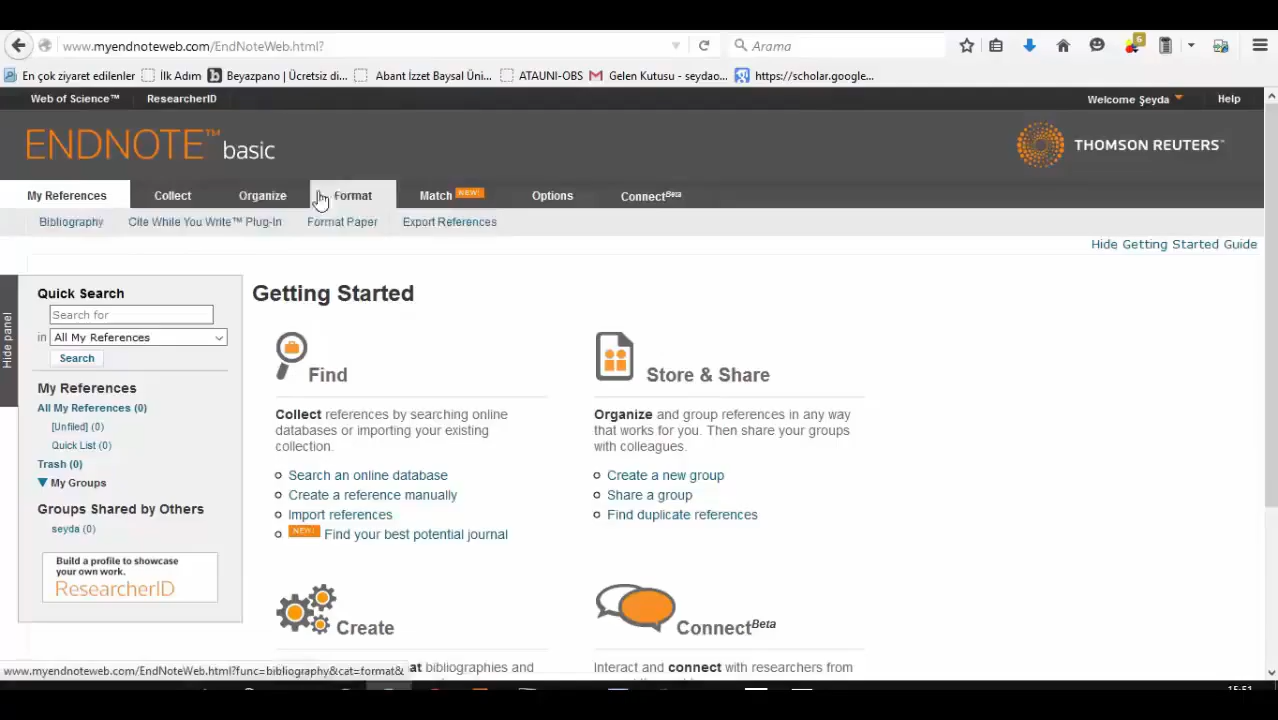 www.myendnoteweb.com/EndNoteWeb.html?
Arama
6
En çok ziyaret edilenler İlk Adım Beyazpano | Ücretsiz di... Abant İzzet Baysal Üni... ATAUNI-OBS Gelen Kutusu - seydao... https://scholar.google...
Web of Science™ ResearcherID Welcome Şeyda Help
ENDNOTE™ basic THOMSON REUTERS™
My References Collect Organize Format Match NEW! Options Connect Beta
Bibliography Cite While You Write™ Plug-In Format Paper Export References
Hide Getting Started Guide
Hide panel
Quick Search
Search for
in All My References
Search
My References
All My References (0)
[Unfiled] (0)
Quick List (0)
Trash (0)
My Groups
Groups Shared by Others
seyda (0)
Build a profile to showcase
your own work.
ResearcherID
Getting Started
Find
Collect references by searching online
databases or importing your existing
collection.
Search an online database
Create a reference manually
Import references
NEW! Find your best potential journal
Store & Share
Organize and group references in any way
that works for you. Then share your groups
with colleagues.
Create a new group
Share a group
Find duplicate references
Create
at bibliographies and
Connect Beta
Interact and connect with researchers from
www.myendnoteweb.com/EndNoteWeb.html?func=bibliography&cat=format&
15:51